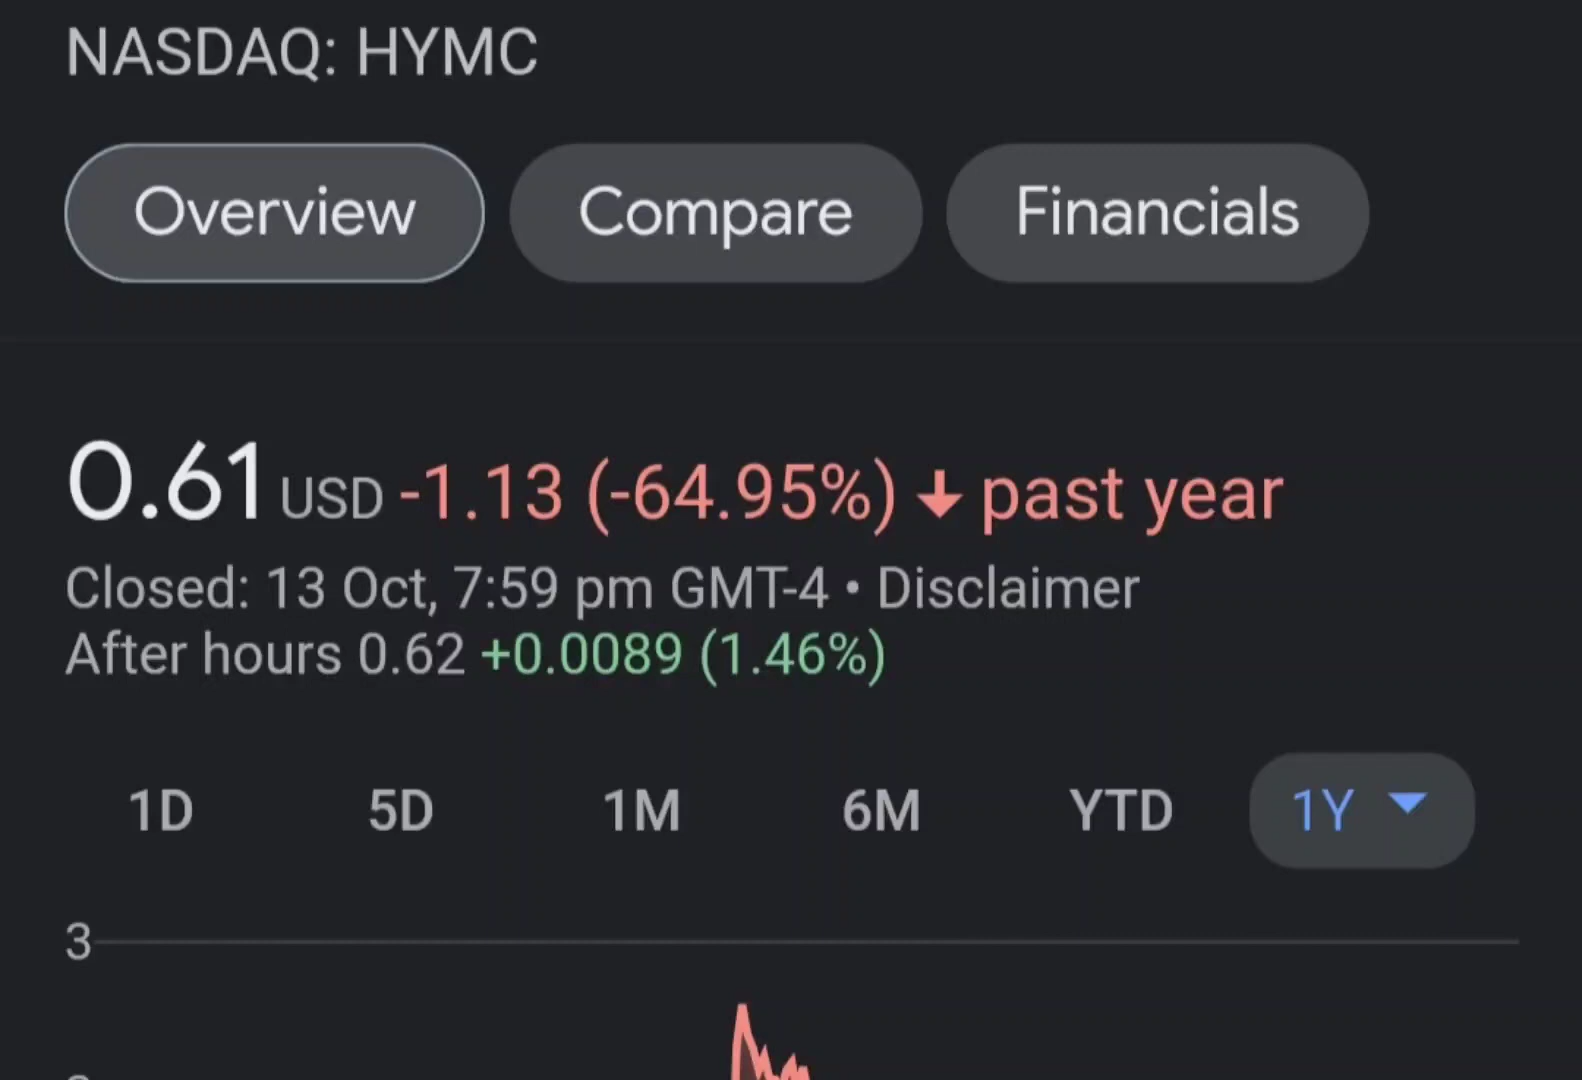 NASDAQ: HYMC
Overview Compare Financials
0.61 USD -1.13 (-64.95%) ↓ past year
Closed: 13 Oct, 7:59 pm GMT-4 • Disclaimer
After hours 0.62 +0.0089 (1.46%)
1D 5D 1M 6M YTD 1Y
3